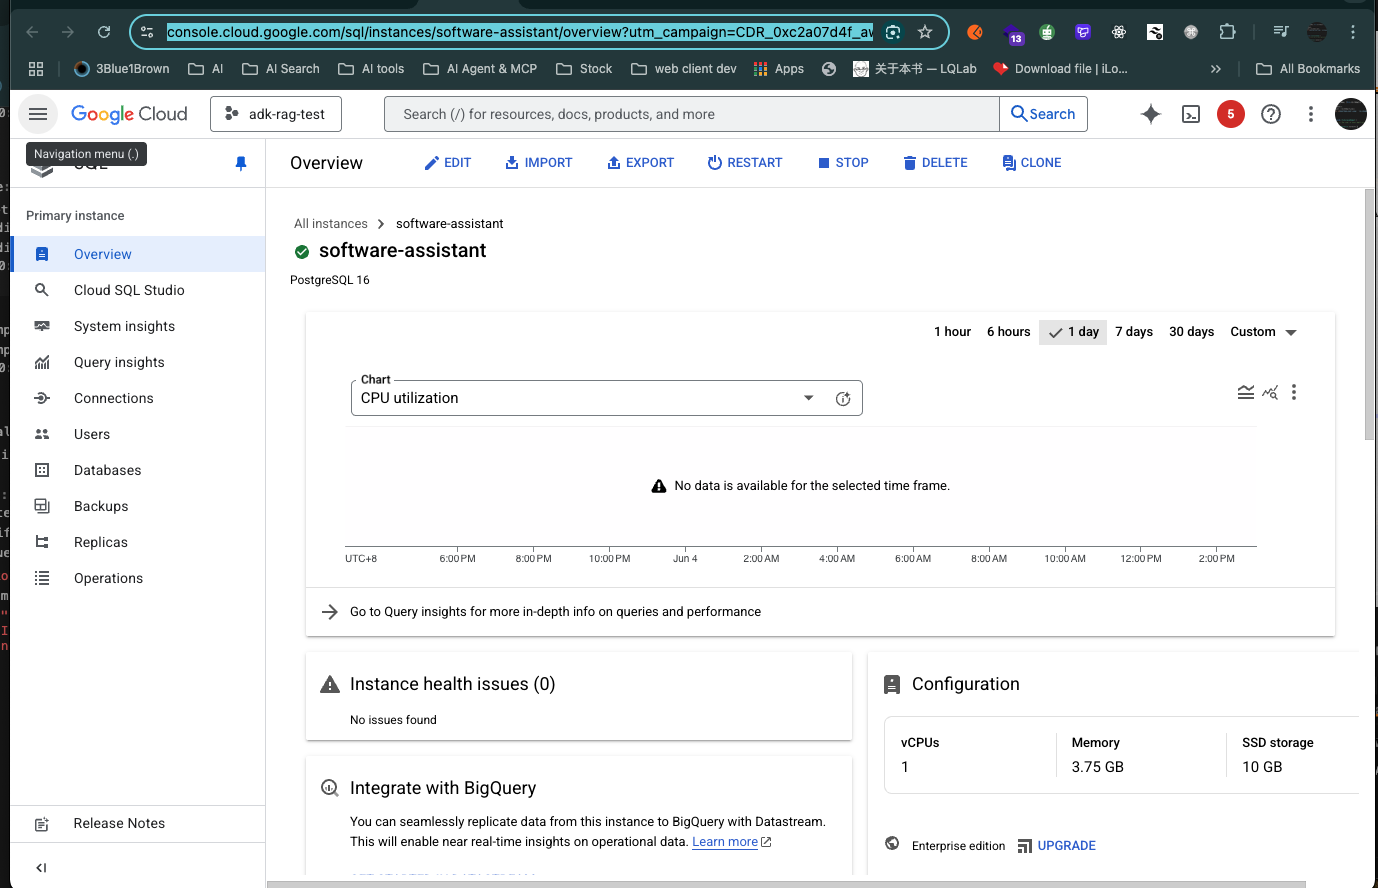 console.cloud.google.com/sql/instances/software-assistant/overview?utm_campaign=CDR_0xc2a07d4f_aw
13
3Blue1Brown
AI
AI Search
AI tools
AI Agent & MCP
Stock
web client dev
Apps
关于本书 — LQLab
Download file | iLo...
»
All Bookmarks
Google Cloud
adk-rag-test
Search (/) for resources, docs, products, and more
Search
5
Navigation menu (.)
SQL
Overview
EDIT
IMPORT
EXPORT
RESTART
STOP
DELETE
CLONE
Primary instance
Overview
Cloud SQL Studio
System insights
Query insights
Connections
Users
Databases
Backups
Replicas
Operations
Release Notes
All instances
software-assistant
software-assistant
PostgreSQL 16
1 hour
6 hours
1 day
7 days
30 days
Custom
Chart
CPU utilization
No data is available for the selected time frame.
UTC+8
6:00 PM
8:00 PM
10:00 PM
Jun 4
2:00 AM
4:00 AM
6:00 AM
8:00 AM
10:00 AM
12:00 PM
2:00 PM
Go to Query insights for more in-depth info on queries and performance
Instance health issues (0)
No issues found
Integrate with BigQuery
You can seamlessly replicate data from this instance to BigQuery with Datastream.
This will enable near real-time insights on operational data. Learn more
Configuration
vCPUs
1
Memory
3.75 GB
SSD storage
10 GB
Enterprise edition
UPGRADE